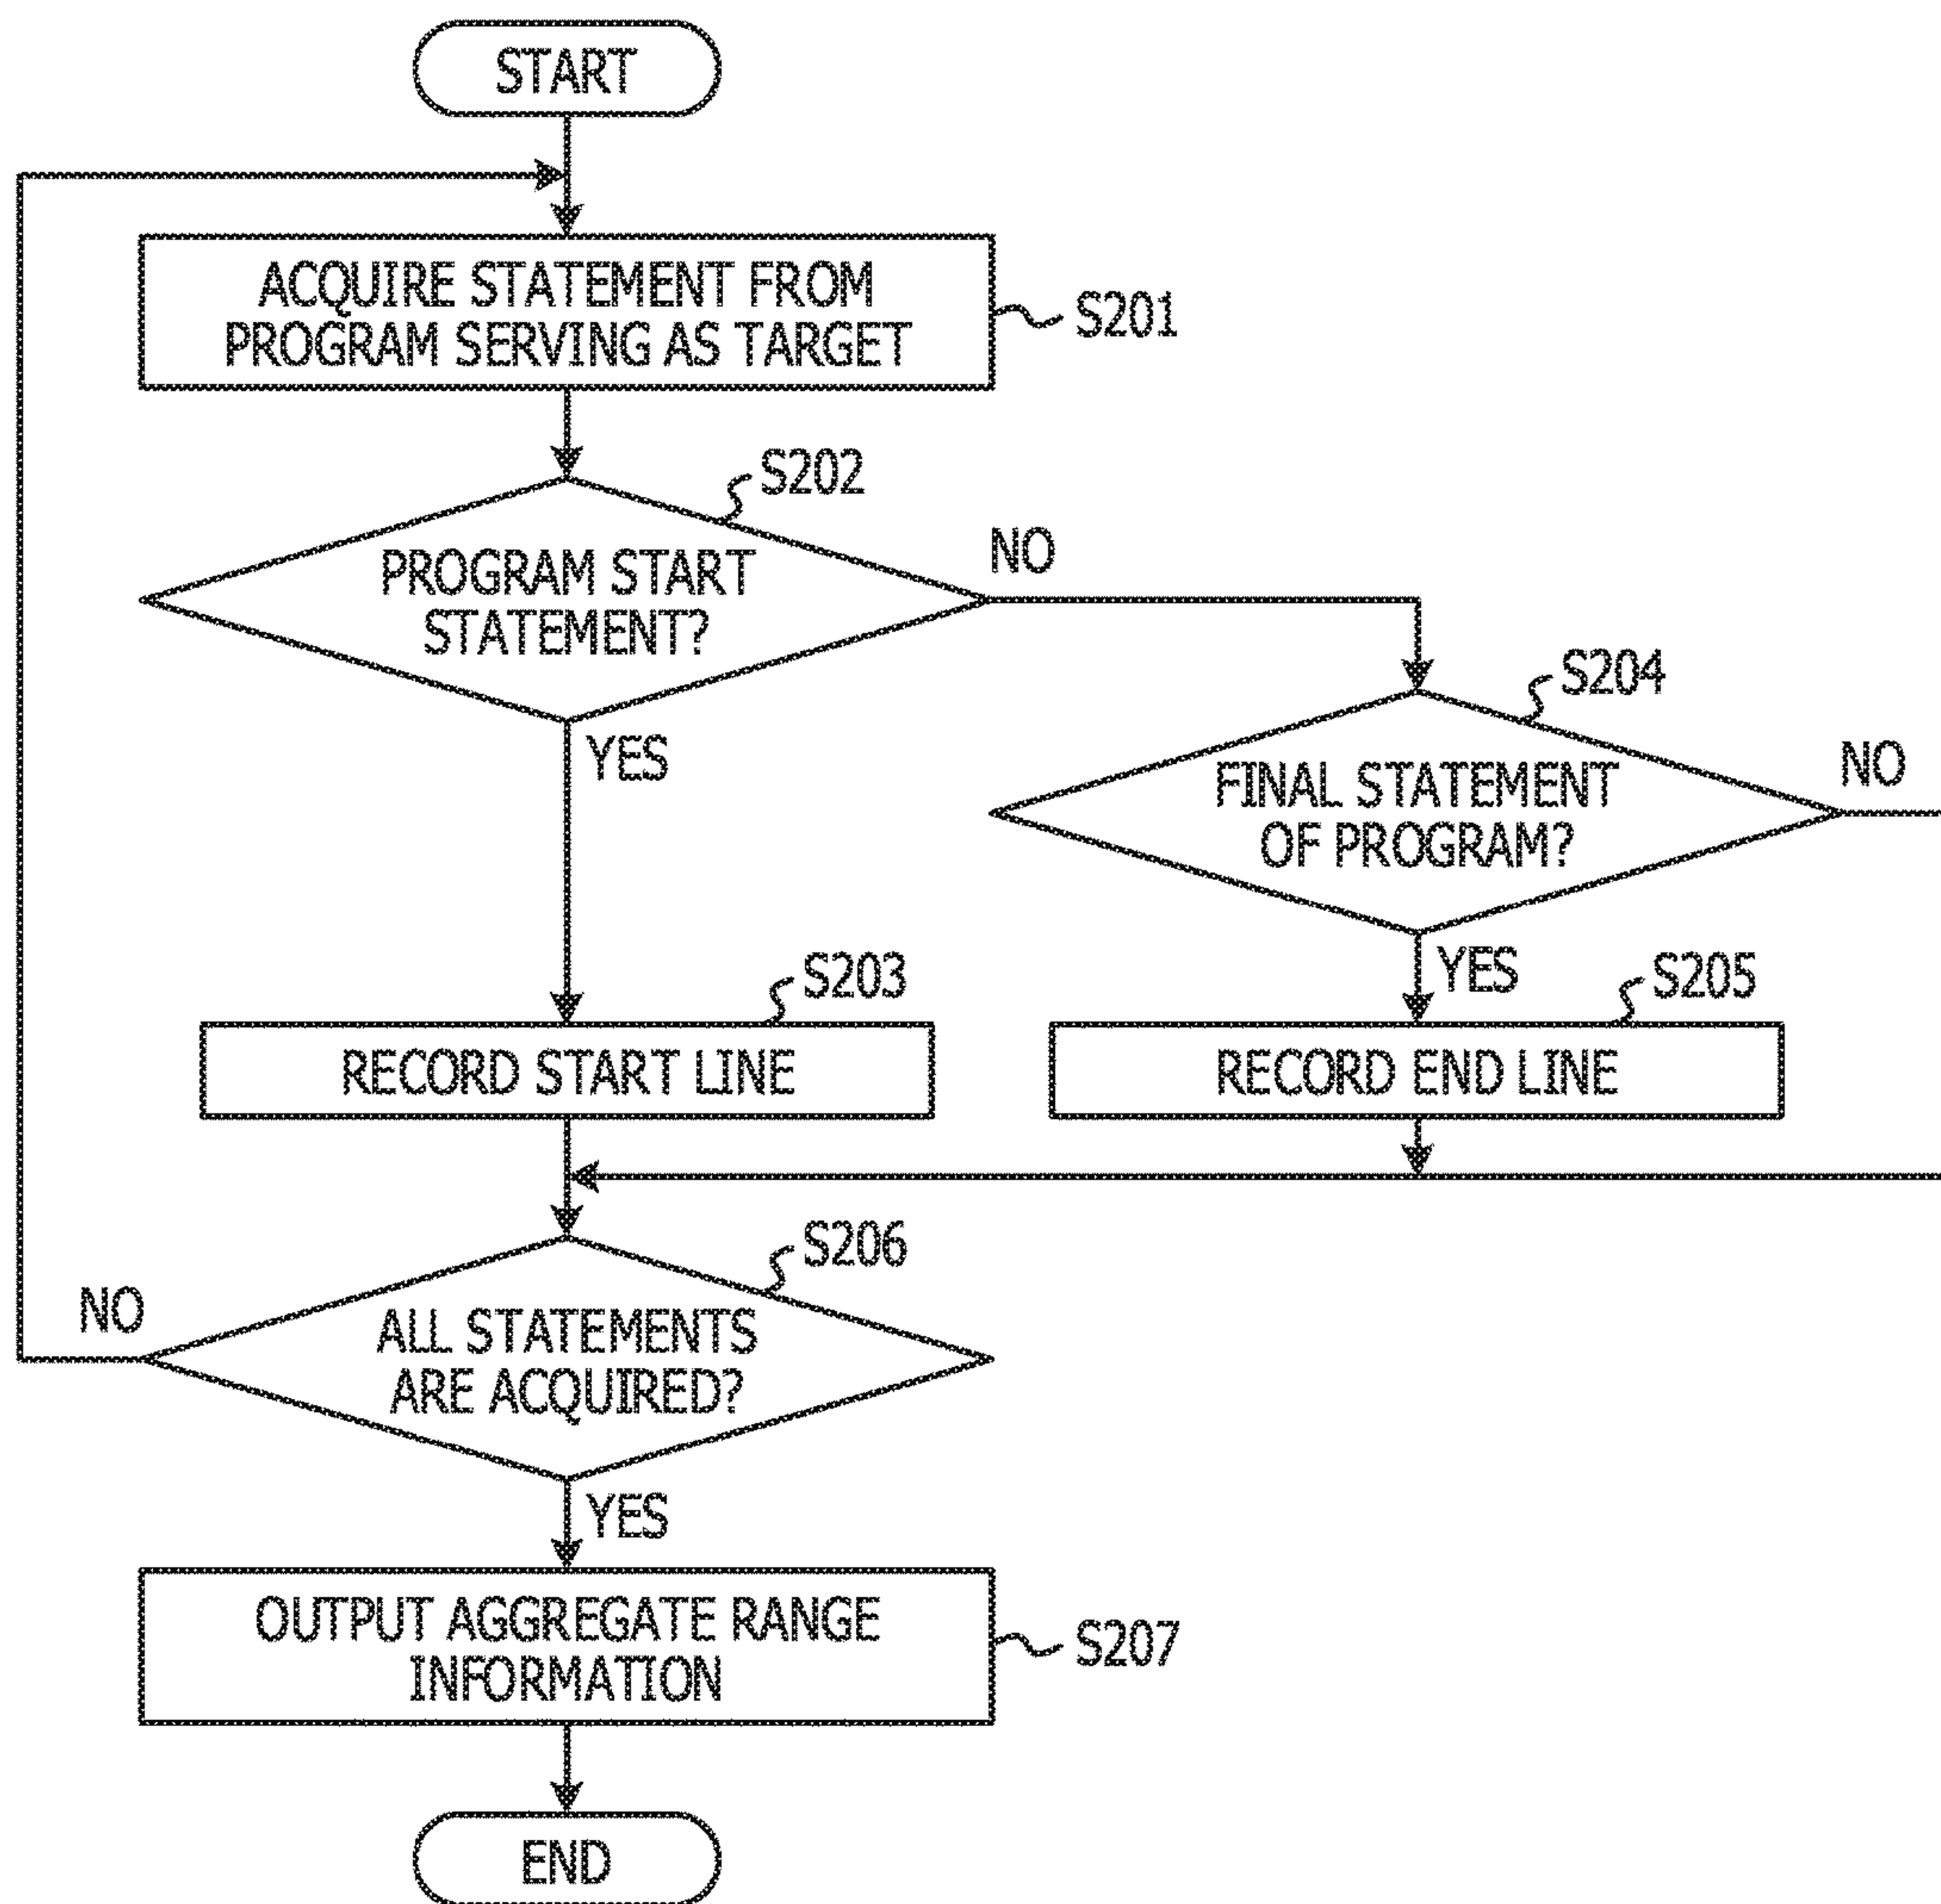 START
ACQUIRE STATEMENT FROM
PROGRAM SERVING AS TARGET
S201
S202
PROGRAM START
STATEMENT?
NO
YES
S204
FINAL STATEMENT
OF PROGRAM?
NO
YES
S203
RECORD START LINE
S205
RECORD END LINE
S206
ALL STATEMENTS
ARE ACQUIRED?
NO
YES
OUTPUT AGGREGATE RANGE
INFORMATION
S207
END